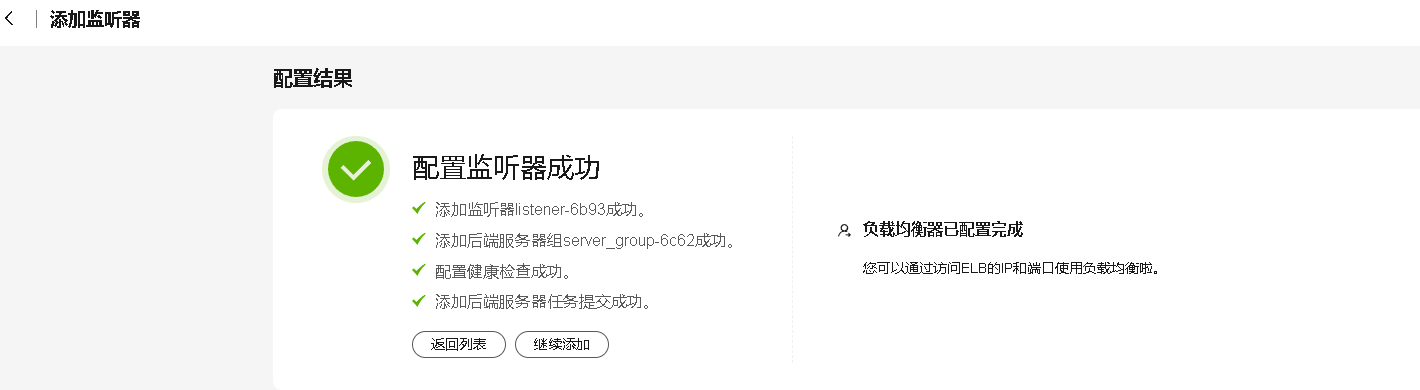 添加监听器
配置结果
配置监听器成功
添加监听器listener-6b93成功。
添加后端服务器组server_group-6c62成功。
配置健康检查成功。
添加后端服务器任务提交成功。
返回列表
继续添加
负载均衡器已配置完成
您可以通过访问ELB的IP和端口使用负载均衡啦。